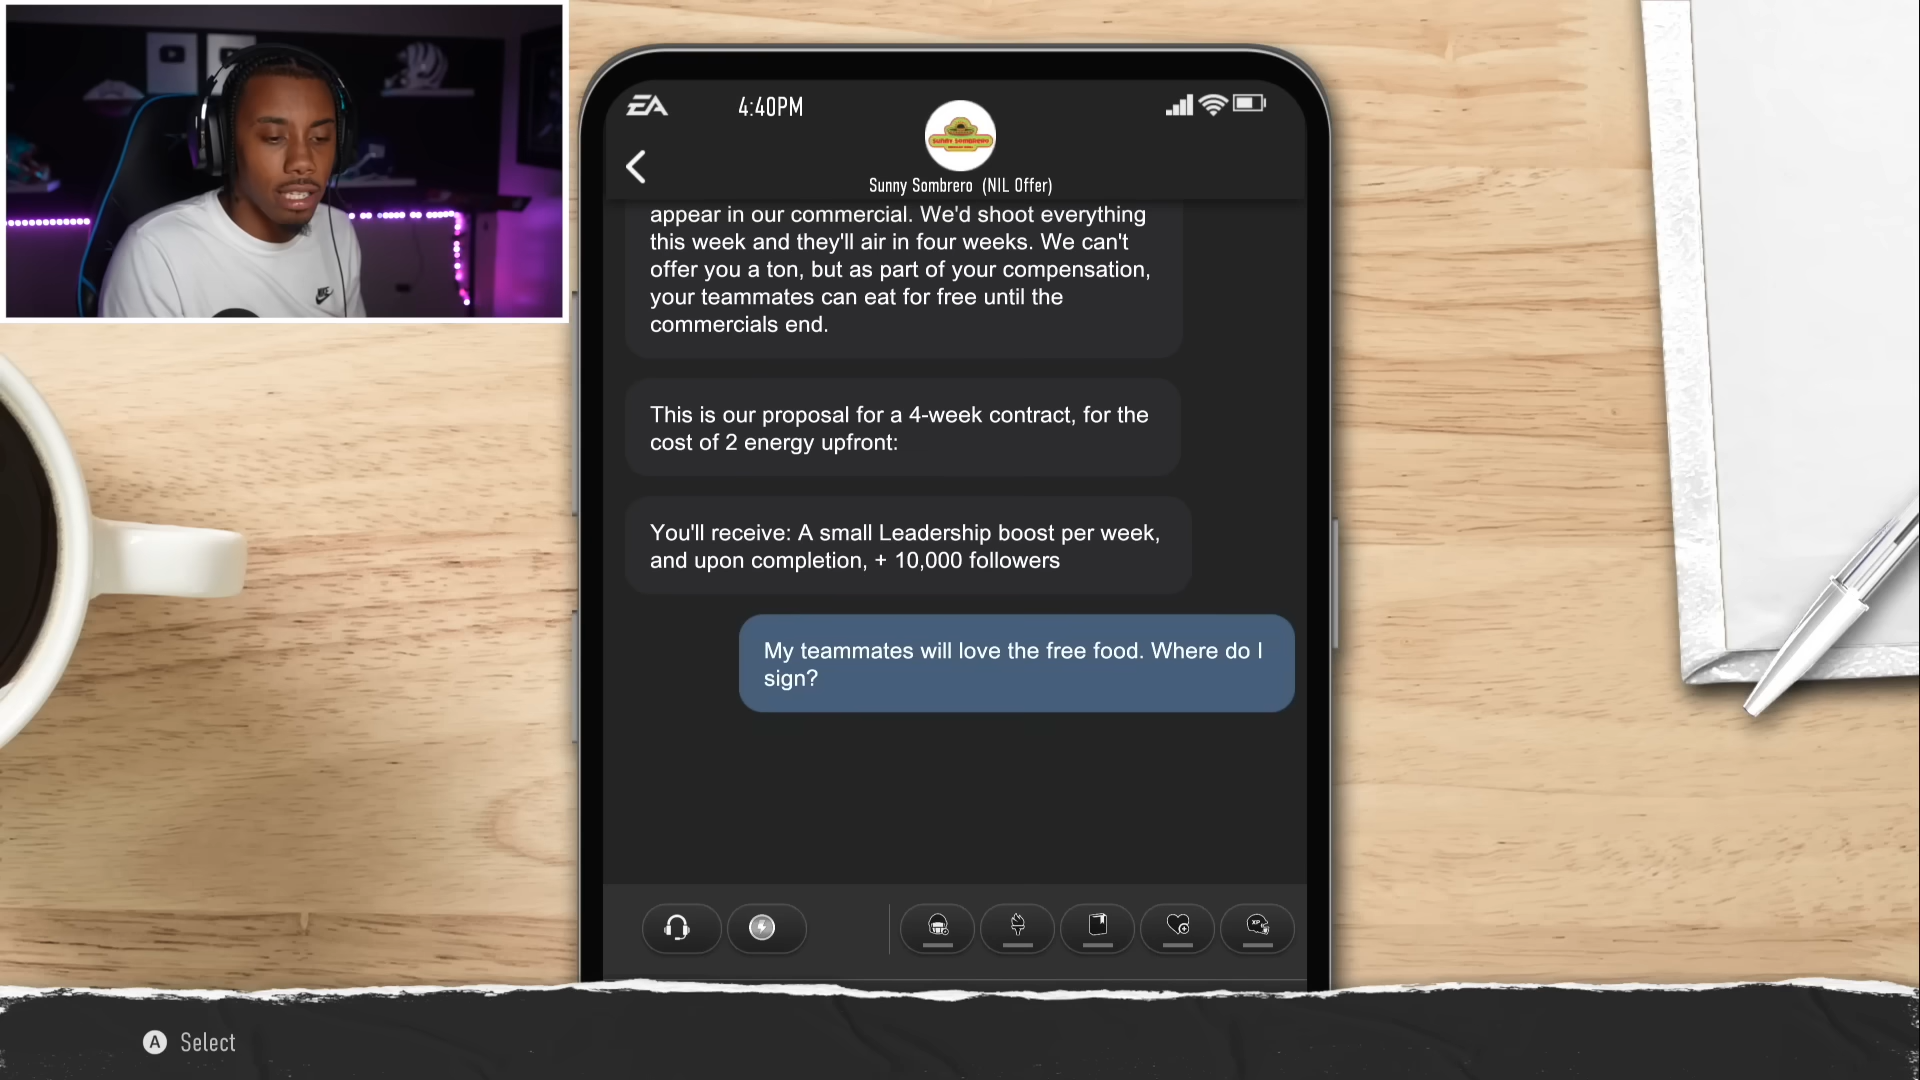 EA
4:40PM
sunny sombrero
Sunny Sombrero (NIL Offer)
appear in our commercial. We'd shoot everything
this week and they'll air in four weeks. We can't
offer you a ton, but as part of your compensation,
your teammates can eat for free until the
commercials end.
This is our proposal for a 4-week contract, for the
cost of 2 energy upfront:
You'll receive: A small Leadership boost per week,
and upon completion, + 10,000 followers
My teammates will love the free food. Where do I
sign?
XP
A Select